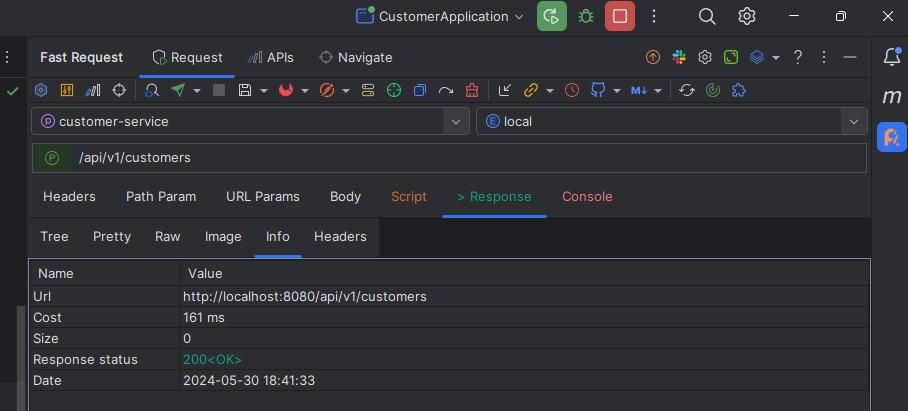 CustomerApplication
Fast Request Request APIs Navigate
M↓
m
P customer-service E local
P /api/v1/customers
Headers Path Param URL Params Body Script > Response Console
Tree Pretty Raw Image Info Headers
Name Value
Url http://localhost:8080/api/v1/customers
Cost 161 ms
Size 0
Response status 200<OK>
Date 2024-05-30 18:41:33